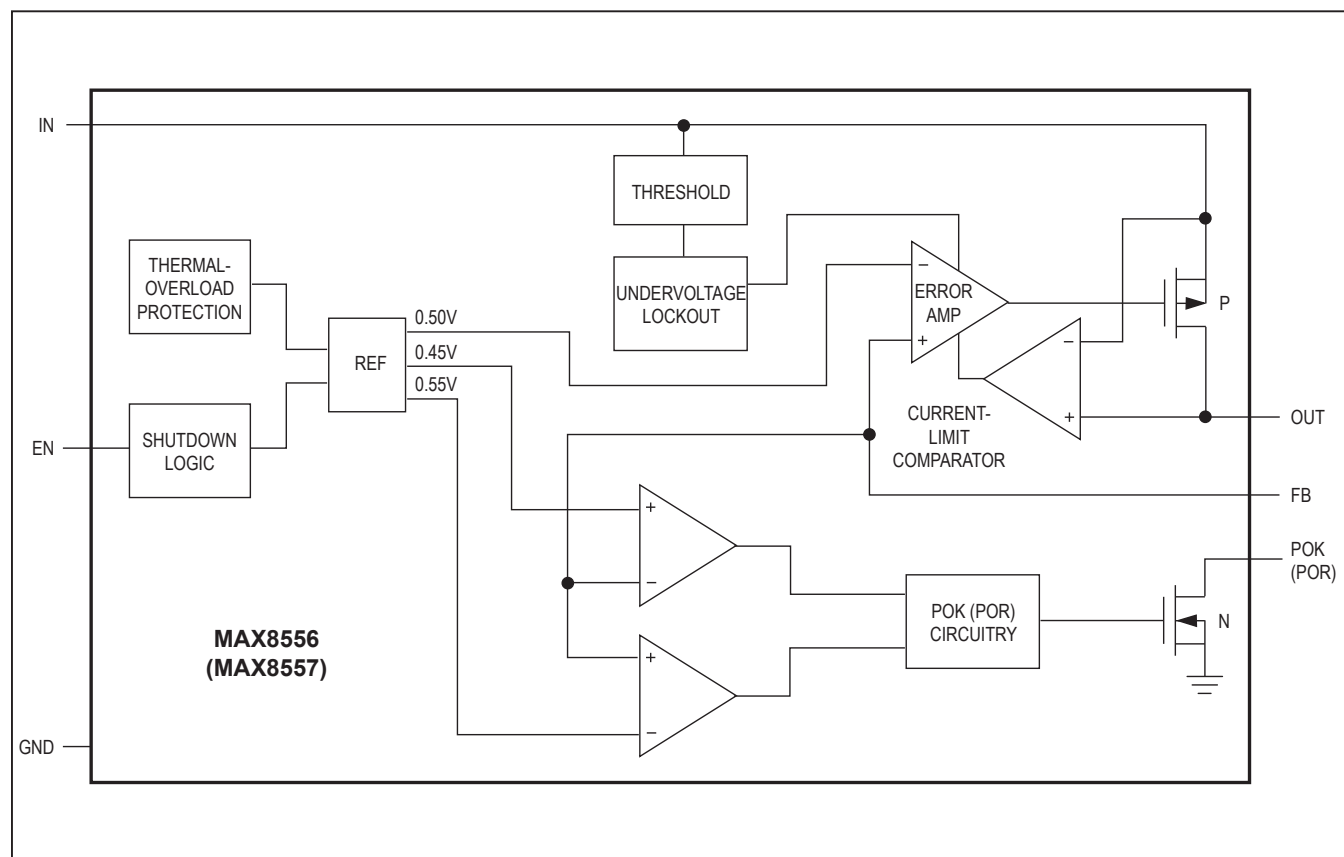 IN
THRESHOLD
THERMAL-
OVERLOAD
PROTECTION
UNDERVOLTAGE
LOCKOUT
−
ERROR
AMP
+
P
REF
0.50V
0.45V
0.55V
−
+
CURRENT-
LIMIT
COMPARATOR
OUT
EN
SHUTDOWN
LOGIC
FB
+
−
POK
(POR)
POK (POR)
CIRCUITRY
N
+
−
MAX8556
(MAX8557)
GND